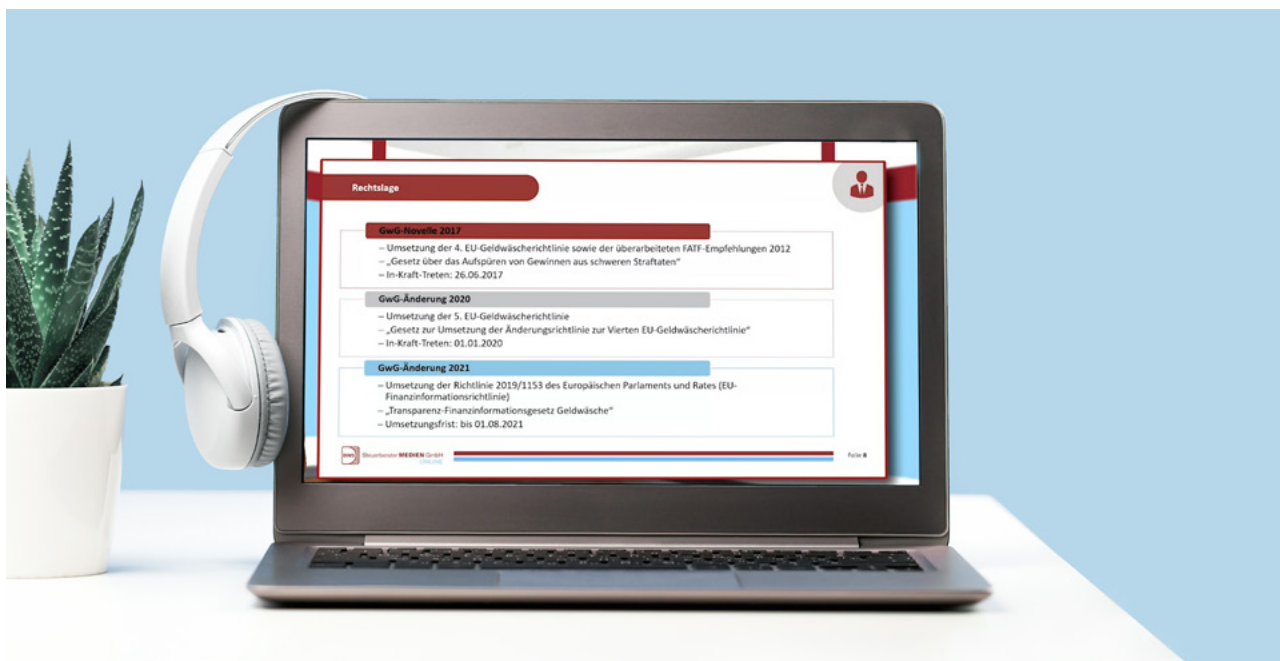 Rechtslage
GwG-Novelle 2017
– Umsetzung der 4. EU-Geldwäscherichtlinie sowie der überarbeiteten FATF-Empfehlungen 2012
– „Gesetz über das Aufspüren von Gewinnen aus schweren Straftaten“
– In-Kraft-Treten: 26.06.2017
GwG-Änderung 2020
– Umsetzung der 5. EU-Geldwäscherichtlinie
– „Gesetz zur Umsetzung der Änderungsrichtlinie zur Vierten EU-Geldwäscherichtlinie“
– In-Kraft-Treten: 01.01.2020
GwG-Änderung 2021
– Umsetzung der Richtlinie 2019/1153 des Europäischen Parlaments und Rates (EU-
Finanzinformationsrichtlinie)
– „Transparenz-Finanzinformationsgesetz Geldwäsche“
– Umsetzungsfrist: bis 01.08.2021
DWS Steuerberater MEDIEN GmbH
ONLINE
Folie 8